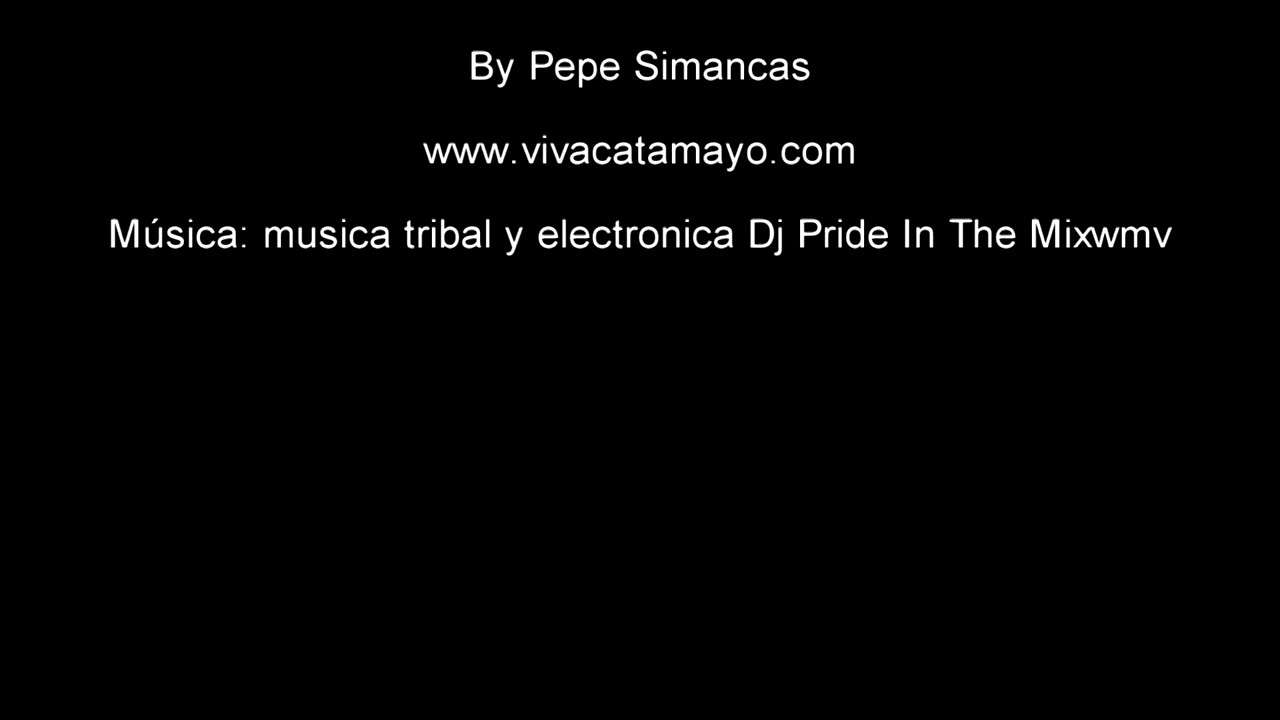 By Pepe Simancas
www.vivacatamayo.com
Música: musica tribal y electronica Dj Pride In The Mixwmv